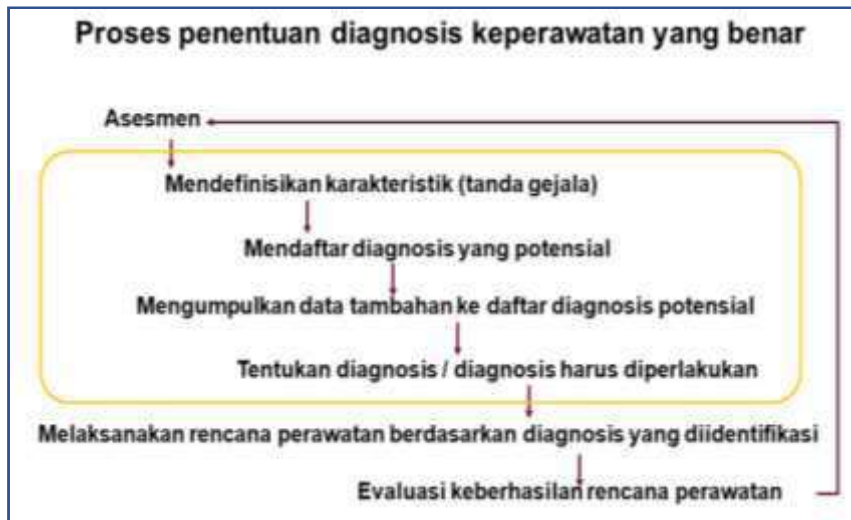 Proses penentuan diagnosis keperawatan yang benar
Asesmen
Mendefinisikan karakteristik (tanda gejala)
Mendaftar diagnosis yang potensial
Mengumpulkan data tambahan ke daftar diagnosis potensial
Tentukan diagnosis / diagnosis harus diperlakukan
Melaksanakan rencana perawatan berdasarkan diagnosis yang diidentifikasi
Evaluasi keberhasilan rencana perawatan